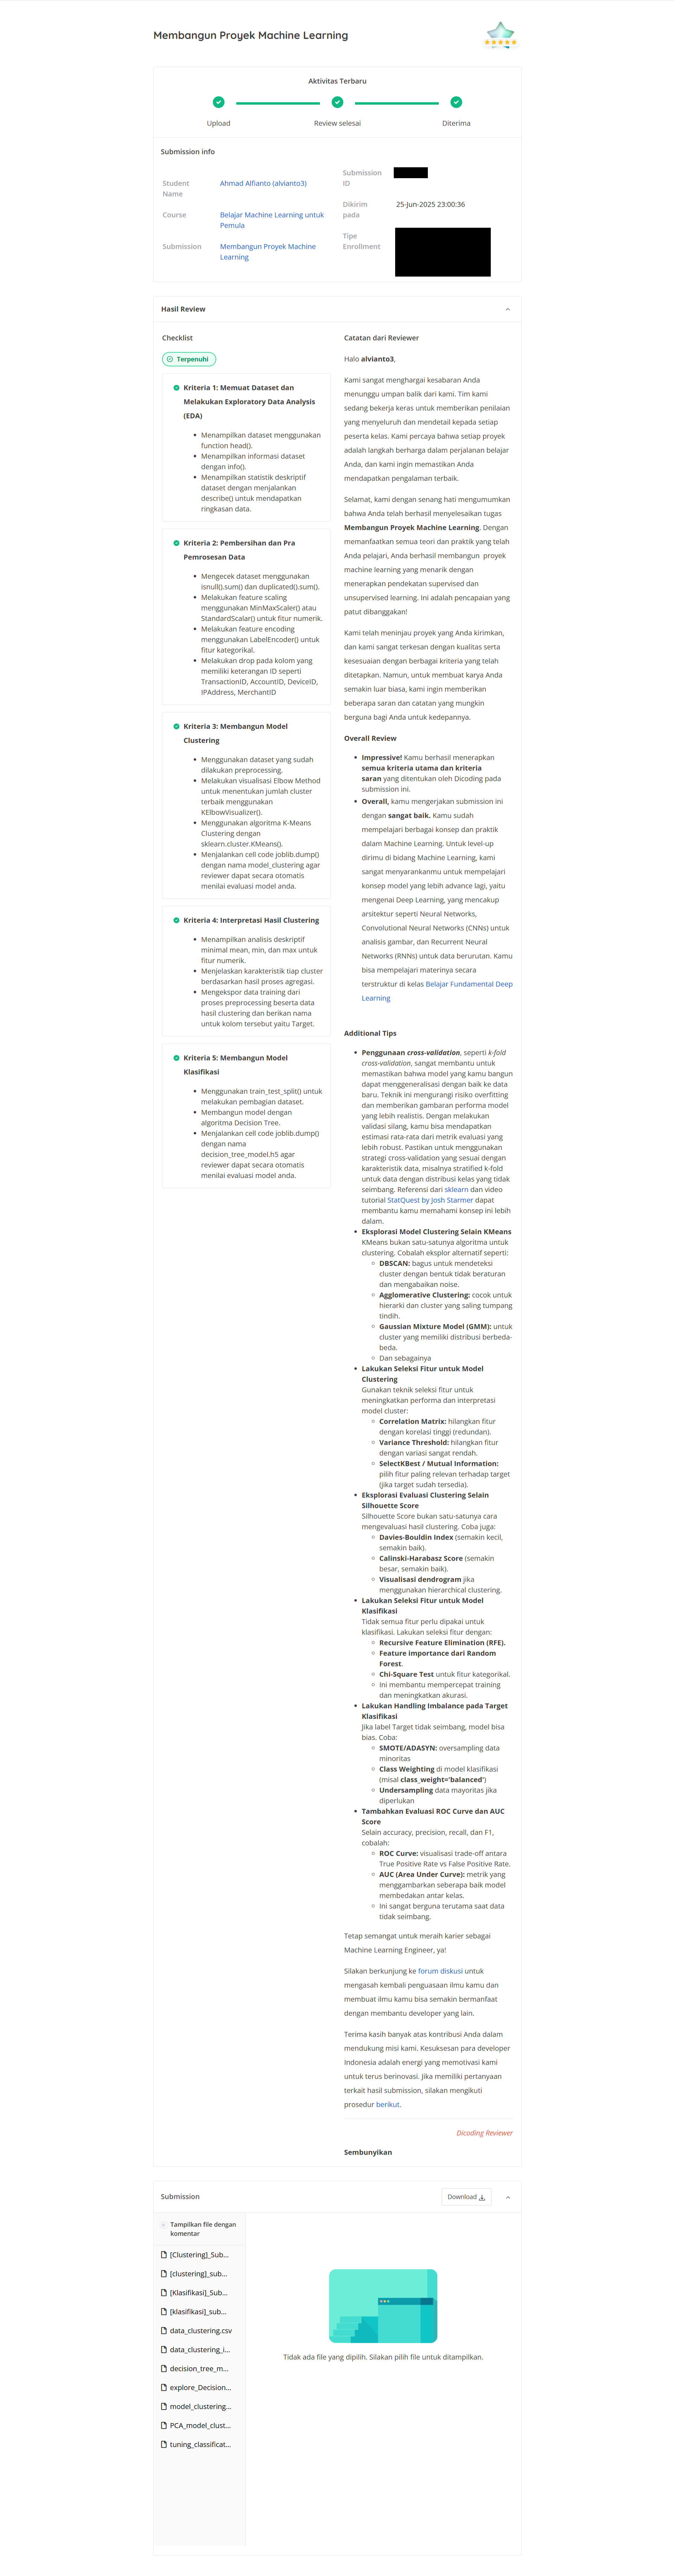 Membangun Proyek Machine Learning
Aktivitas Terbaru
Upload
Review selesai
Diterima
Submission info
Student
Name
Ahmad Alfianto (alvianto3)
Course
Belajar Machine Learning untuk
Pemula
Submission
Membangun Proyek Machine
Learning
Submission
ID
Dikirim
pada
25-Jun-2025 23:00:36
Tipe
Enrollment
Hasil Review
Checklist
Terpenuhi
Kriteria 1: Memuat Dataset dan
Melakukan Exploratory Data Analysis
(EDA)
• Menampilkan dataset menggunakan
function head().
• Menampilkan informasi dataset
dengan info().
• Menampilkan statistik deskriptif
dataset dengan menjalankan
describe() untuk mendapatkan
ringkasan data.
Kriteria 2: Pembersihan dan Pra
Pemrosesan Data
• Mengecek dataset menggunakan
isnull().sum() dan duplicated().sum().
• Melakukan feature scaling
menggunakan MinMaxScaler() atau
StandardScalar() untuk fitur numerik.
• Melakukan feature encoding
menggunakan LabelEncoder() untuk
fitur kategorikal.
• Melakukan drop pada kolom yang
memiliki keterangan ID seperti
TransactionID, AccountID, DeviceID,
IPAddress, MerchantID
Kriteria 3: Membangun Model
Clustering
• Menggunakan dataset yang sudah
dilakukan preprocessing.
• Melakukan visualisasi Elbow Method
untuk menentukan jumlah cluster
terbaik menggunakan
KElbowVisualizer().
• Menggunakan algoritma K-Means
Clustering dengan
sklearn.cluster.KMeans().
• Menjalankan cell code joblib.dump()
dengan nama model_clustering agar
reviewer dapat secara otomatis
menilai evaluasi model anda.
Kriteria 4: Interpretasi Hasil Clustering
• Menampilkan analisis deskriptif
minimal mean, min, dan max untuk
fitur numerik.
• Menjelaskan karakteristik tiap cluster
berdasarkan hasil proses agregasi.
• Mengekspor data training dari
proses preprocessing beserta data
hasil clustering dan berikan nama
untuk kolom tersebut yaitu Target.
Kriteria 5: Membangun Model
Klasifikasi
• Menggunakan train_test_split() untuk
melakukan pembagian dataset.
• Membangun model dengan
algoritma Decision Tree.
• Menjalankan cell code joblib.dump()
dengan nama
decision_tree_model.h5 agar
reviewer dapat secara otomatis
menilai evaluasi model anda.
Catatan dari Reviewer
Halo alvianto3,
Kami sangat menghargai kesabaran Anda
menunggu umpan balik dari kami. Tim kami
sedang bekerja keras untuk memberikan penilaian
yang menyeluruh dan mendetail kepada setiap
peserta kelas. Kami percaya bahwa setiap proyek
adalah langkah berharga dalam perjalanan belajar
Anda, dan kami ingin memastikan Anda
mendapatkan pengalaman terbaik.
Selamat, kami dengan senang hati mengumumkan
bahwa Anda telah berhasil menyelesaikan tugas
Membangun Proyek Machine Learning. Dengan
memanfaatkan semua teori dan praktik yang telah
Anda pelajari, Anda berhasil membangun proyek
machine learning yang menarik dengan
menerapkan pendekatan supervised dan
unsupervised learning. Ini adalah pencapaian yang
patut dibanggakan!
Kami telah meninjau proyek yang Anda kirimkan,
dan kami sangat terkesan dengan kualitas serta
kesesuaian dengan berbagai kriteria yang telah
ditetapkan. Namun, untuk membuat karya Anda
semakin luar biasa, kami ingin memberikan
beberapa saran dan catatan yang mungkin
berguna bagi Anda untuk kedepannya.
Overall Review
• Impressive! Kamu berhasil menerapkan
semua kriteria utama dan kriteria
saran yang ditentukan oleh Dicoding pada
submission ini.
• Overall, kamu mengerjakan submission ini
dengan sangat baik. Kamu sudah
mempelajari berbagai konsep dan praktik
dalam Machine Learning. Untuk level-up
dirimu di bidang Machine Learning, kami
sangat menyarankanmu untuk mempelajari
konsep model yang lebih advance lagi, yaitu
mengenai Deep Learning, yang mencakup
arsitektur seperti Neural Networks,
Convolutional Neural Networks (CNNs) untuk
analisis gambar, dan Recurrent Neural
Networks (RNNs) untuk data berurutan. Kamu
bisa mempelajari materinya secara
terstruktur di kelas Belajar Fundamental Deep
Learning
Additional Tips
• Penggunaan cross-validation, seperti k-fold
cross-validation, sangat membantu untuk
memastikan bahwa model yang kamu bangun
dapat menggeneralisasi dengan baik ke data
baru. Teknik ini mengurangi risiko overfitting
dan memberikan gambaran performa model
yang lebih realistis. Dengan melakukan
validasi silang, kamu bisa mendapatkan
estimasi rata-rata dari metrik evaluasi yang
lebih robust. Pastikan untuk menggunakan
strategi cross-validation yang sesuai dengan
karakteristik data, misalnya stratified k-fold
untuk data dengan distribusi kelas yang tidak
seimbang. Referensi dari sklearn dan video
tutorial StatQuest by Josh Starmer dapat
membantu kamu memahami konsep ini lebih
dalam.
• Eksplorasi Model Clustering Selain KMeans
KMeans bukan satu-satunya algoritma untuk
clustering. Cobalah eksplor alternatif seperti:
◦ DBSCAN: bagus untuk mendeteksi
cluster dengan bentuk tidak beraturan
dan mengabaikan noise.
◦ Agglomerative Clustering: cocok untuk
hierarki dan cluster yang saling tumpang
tindih.
◦ Gaussian Mixture Model (GMM): untuk
cluster yang memiliki distribusi berbeda-
beda.
◦ Dan sebagainya
• Lakukan Seleksi Fitur untuk Model
Clustering
Gunakan teknik seleksi fitur untuk
meningkatkan performa dan interpretasi
model cluster:
◦ Correlation Matrix: hilangkan fitur
dengan korelasi tinggi (redundan).
◦ Variance Threshold: hilangkan fitur
dengan variasi sangat rendah.
◦ SelectKBest / Mutual Information:
pilih fitur paling relevan terhadap target
(jika target sudah tersedia).
• Eksplorasi Evaluasi Clustering Selain
Silhouette Score
Silhouette Score bukan satu-satunya cara
mengevaluasi hasil clustering. Coba juga:
◦ Davies-Bouldin Index (semakin kecil,
semakin baik).
◦ Calinski-Harabasz Score (semakin
besar, semakin baik).
◦ Visualisasi dendrogram jika
menggunakan hierarchical clustering.
• Lakukan Seleksi Fitur untuk Model
Klasifikasi
Tidak semua fitur perlu dipakai untuk
klasifikasi. Lakukan seleksi fitur dengan:
◦ Recursive Feature Elimination (RFE).
◦ Feature importance dari Random
Forest.
◦ Chi-Square Test untuk fitur kategorikal.
◦ Ini membantu mempercepat training
dan meningkatkan akurasi.
• Lakukan Handling Imbalance pada Target
Klasifikasi
Jika label Target tidak seimbang, model bisa
bias. Coba:
◦ SMOTE/ADASYN: oversampling data
minoritas
◦ Class Weighting di model klasifikasi
(misal class_weight='balanced')
◦ Undersampling data mayoritas jika
diperlukan
• Tambahkan Evaluasi ROC Curve dan AUC
Score
Selain accuracy, precision, recall, dan F1,
cobalah:
◦ ROC Curve: visualisasi trade-off antara
True Positive Rate vs False Positive Rate.
◦ AUC (Area Under Curve): metrik yang
menggambarkan seberapa baik model
membedakan antar kelas.
◦ Ini sangat berguna terutama saat data
tidak seimbang.
Tetap semangat untuk meraih karier sebagai
Machine Learning Engineer, ya!
Silakan berkunjung ke forum diskusi untuk
mengasah kembali penguasaan ilmu kamu dan
membuat ilmu kamu bisa semakin bermanfaat
dengan membantu developer yang lain.
Terima kasih banyak atas kontribusi Anda dalam
mendukung misi kami. Kesuksesan para developer
Indonesia adalah energi yang memotivasi kami
untuk terus berinovasi. Jika memiliki pertanyaan
terkait hasil submission, silakan mengikuti
prosedur berikut.
Dicoding Reviewer
Sembunyikan
Submission
Download
Tampilkan file dengan
komentar
[Clustering]_Sub...
[clustering]_sub...
[Klasifikasi]_Sub...
[klasifikasi]_sub...
data_clustering.csv
data_clustering_i...
decision_tree_m...
explore_Decision...
model_clustering...
PCA_model_clust...
tuning_classificat...
Tidak ada file yang dipilih. Silakan pilih file untuk ditampilkan.